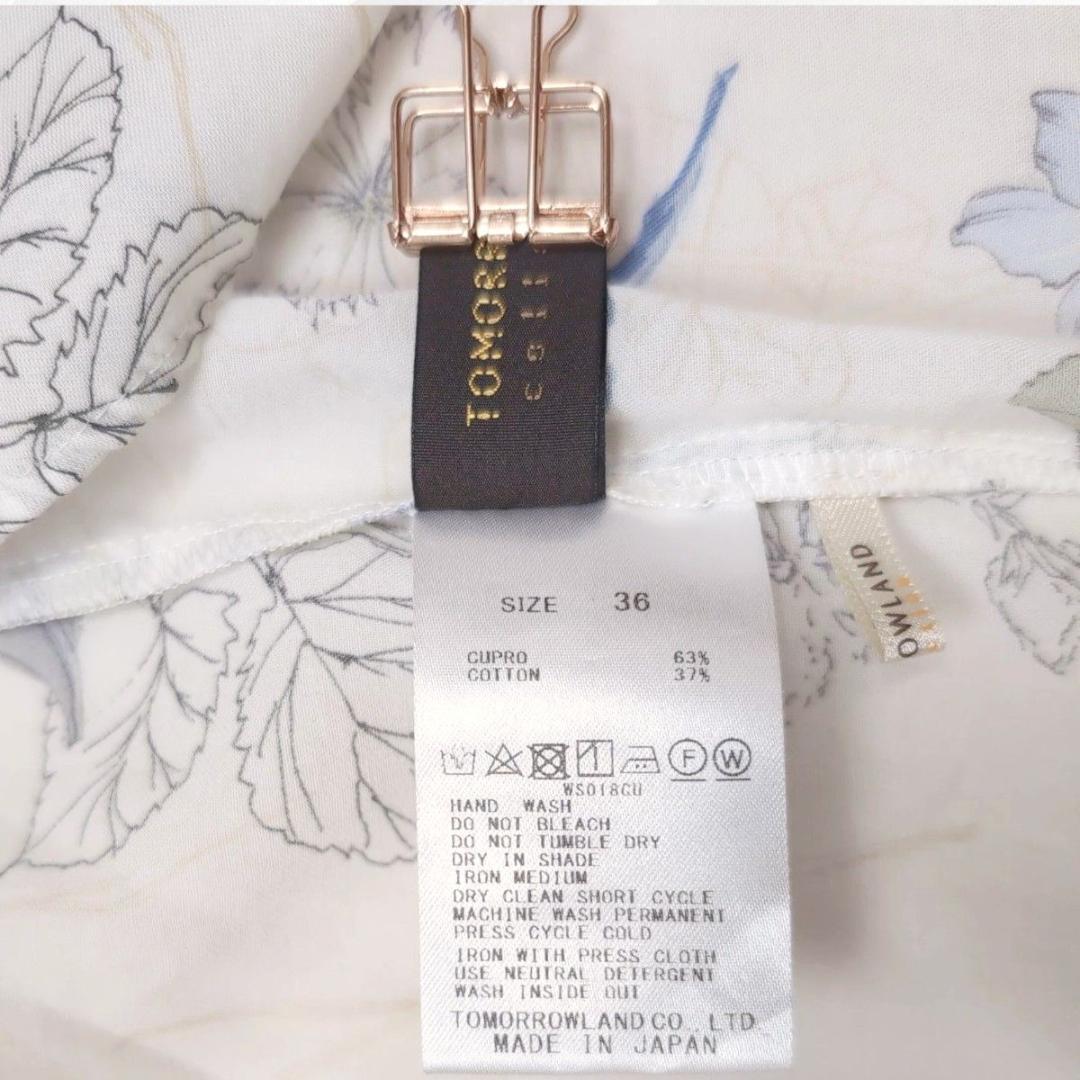 TOMORR
coll
OWLAND
SIZE 36
CUPRO 63%
COTTON 37%
F W
WS018CU
HAND WASH
DO NOT BLEACH
DO NOT TUMBLE DRY
DRY IN SHADE
IRON MEDIUM
DRY CLEAN SHORT CYCLE
MACHINE WASH PERMANENT
PRESS CYCLE COLD
IRON WITH PRESS CLOTH
USE NEUTRAL DETERGENT
WASH INSIDE OUT
TOMORROWLAND CO., LTD.
MADE IN JAPAN